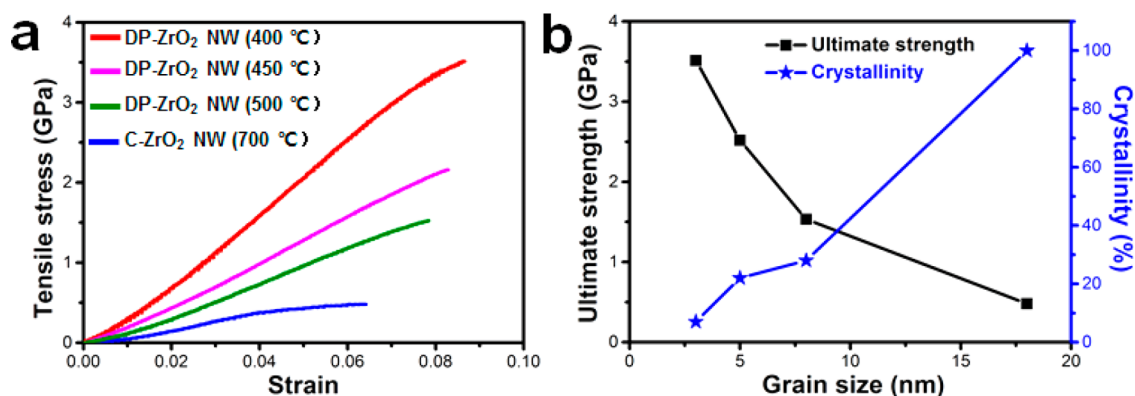 a
DP-ZrO₂ NW (400 ℃)
DP-ZrO₂ NW (450 ℃)
DP-ZrO₂ NW (500 ℃)
C-ZrO₂ NW (700 ℃)
Tensile stress (GPa)
4
3
2
1
0
0.00 0.02 0.04 0.06 0.08 0.10
Strain
b
Ultimate strength
Crystallinity
Ultimate strength (GPa)
4
3
2
1
0
0 5 10 15 20
Grain size (nm)
Crystallinity (%)
100
80
60
40
20
0